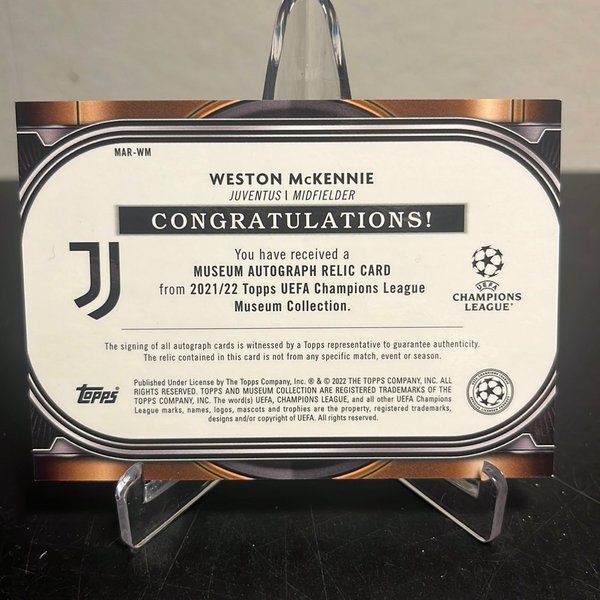 MAR-WM
WESTON McKENNIE
JUVENTUS | MIDFIELDER
CONGRATULATIONS!
You have received a
MUSEUM AUTOGRAPH RELIC CARD
from 2021/22 Topps UEFA Champions League
Museum Collection.
UEFA
CHAMPIONS
LEAGUE®
The signing of all autograph cards is witnessed by a Topps representative to guarantee authenticity.
The relic contained in this card is not from any specific match, event or season.
Topps®
Published Under License by The Topps Company, Inc. ® & © 2022 THE TOPPS COMPANY, INC. ALL
RIGHTS RESERVED. TOPPS AND MUSEUM COLLECTION ARE REGISTERED TRADEMARKS OF THE
TOPPS COMPANY, INC. The word(s) UEFA, CHAMPIONS LEAGUE, and all other UEFA Champions
League marks, names, logos, mascots and trophies are the property, registered trademarks,
designs and/or copyright of UEFA. All rights reserved.